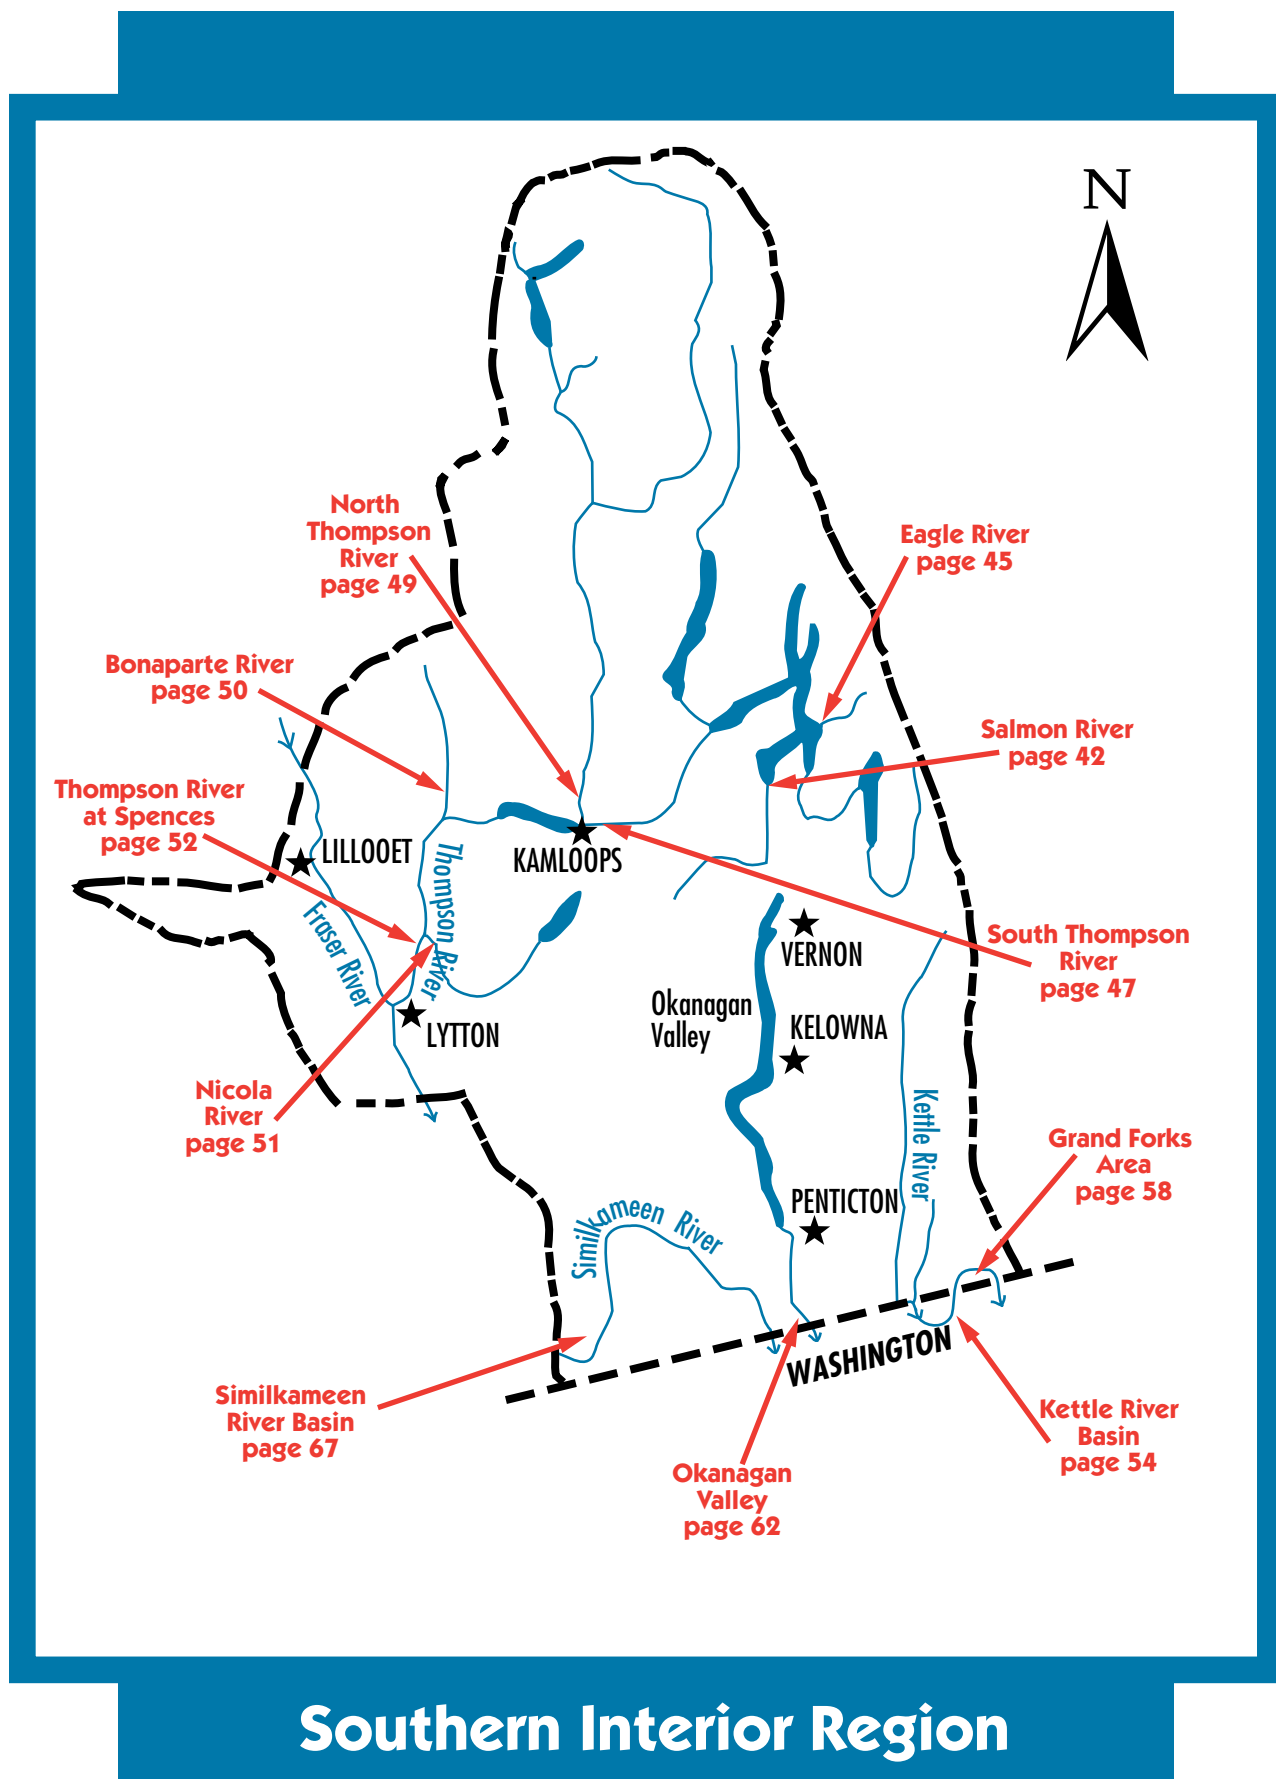 N
North
Thompson
River
page 49
Eagle River
page 45
Bonaparte River
page 50
Salmon River
page 42
Thompson River
at Spences
page 52
LILLOOET
KAMLOOPS
Thompson River
Fraser River
VERNON
South Thompson
River
page 47
Okanagan
Valley
KELOWNA
LYTTON
Nicola
River
page 51
Kettle River
Grand Forks
Area
page 58
PENTICTON
Similkameen River
WASHINGTON
Similkameen
River Basin
page 67
Kettle River
Basin
page 54
Okanagan
Valley
page 62
Southern Interior Region